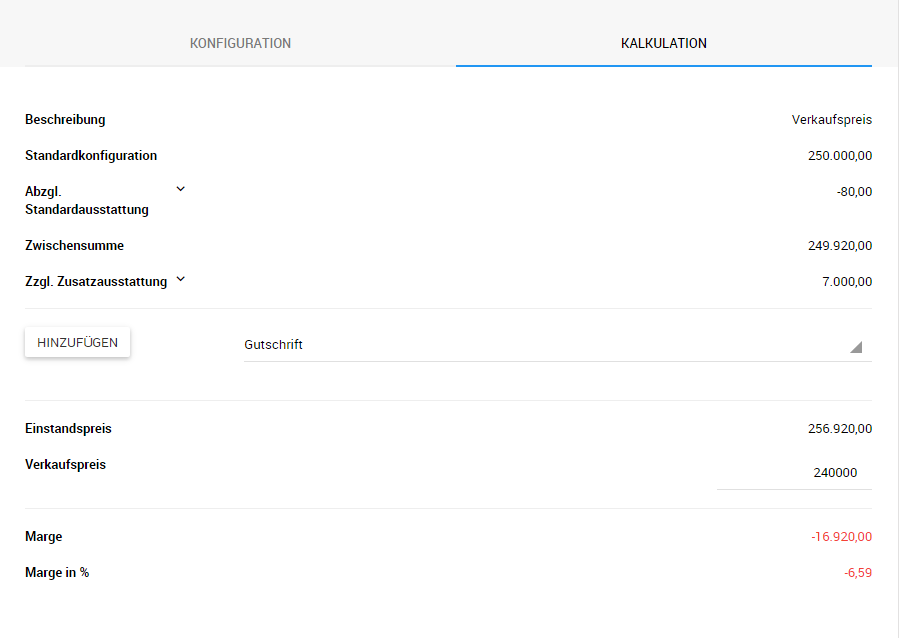 KONFIGURATION KALKULATION
Beschreibung Verkaufspreis
Standardkonfiguration 250.000,00
Abzgl. -80,00
Standardausstattung
Zwischensumme 249.920,00
Zzgl. Zusatzausstattung 7.000,00
HINZUFÜGEN Gutschrift
Einstandspreis 256.920,00
Verkaufspreis 240000
Marge -16.920,00
Marge in % -6,59